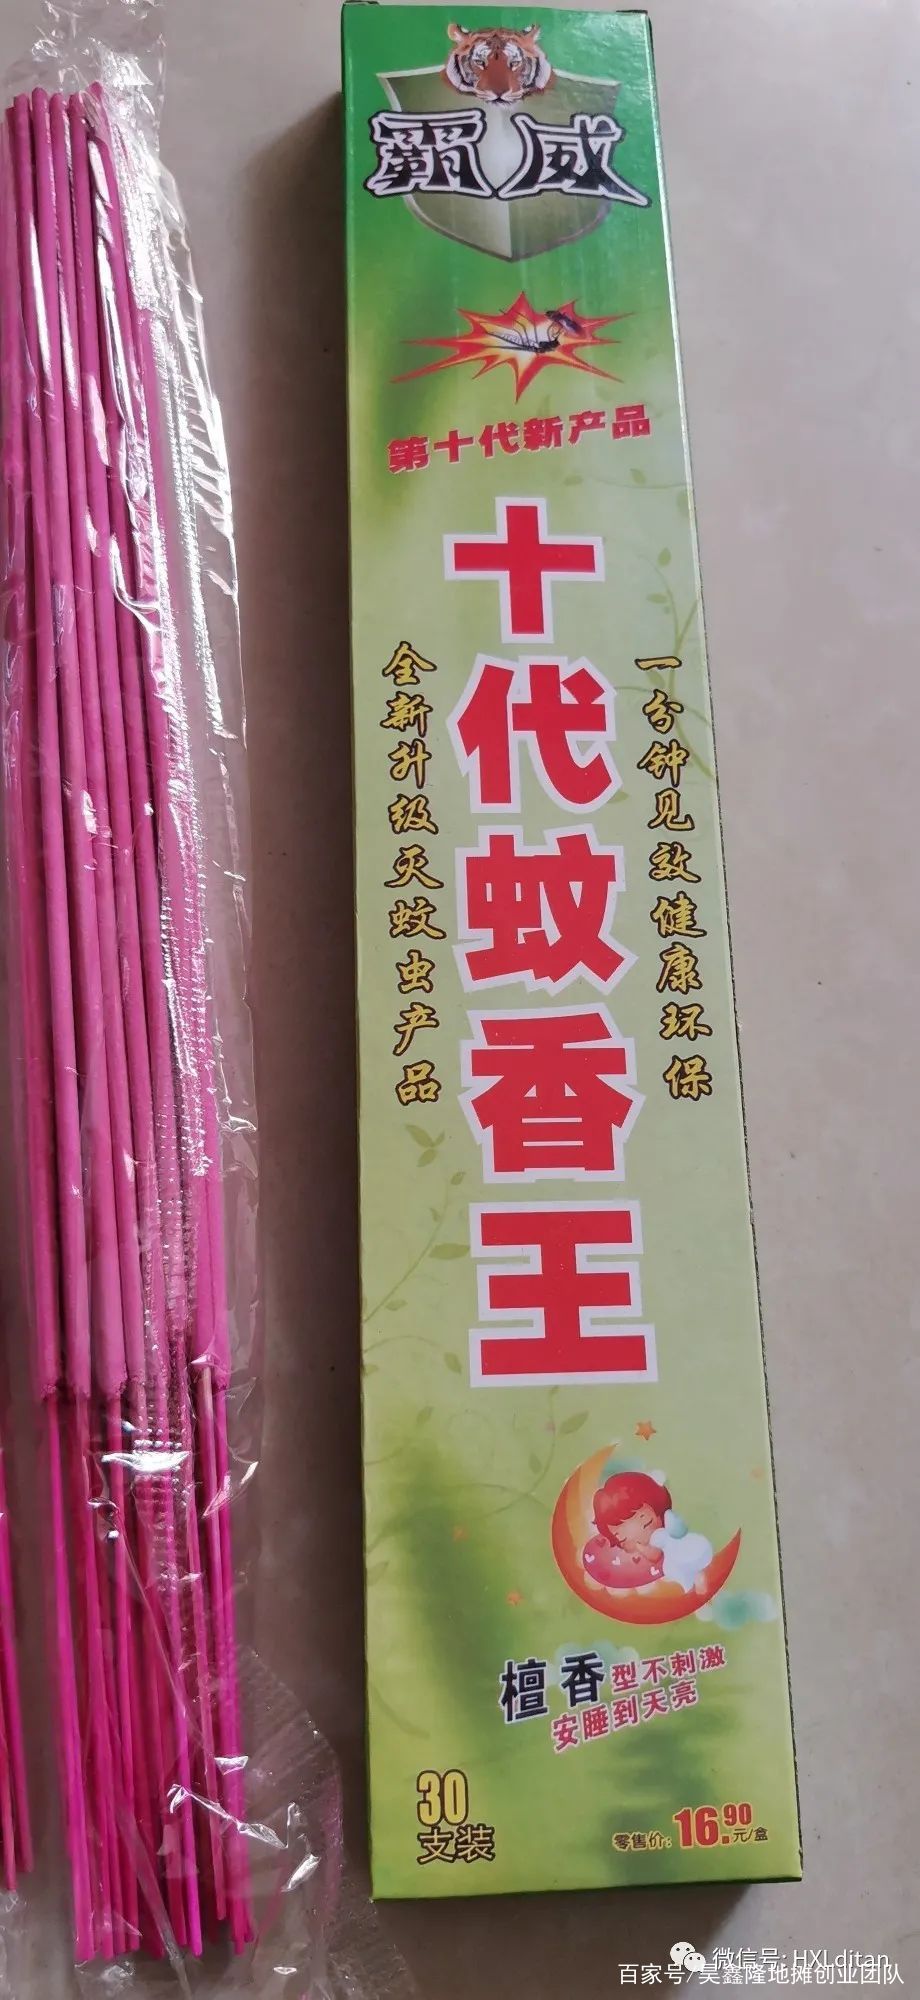 霸威
第十代新产品
十代蚊香王
全新升级灭蚊虫产品
一分钟见效健康环保
檀香型不刺激
安睡到天亮
30
支装
零售价:16.90元/盒
微信号: HXLditan
百家号/昊鑫隆地摊创业团队